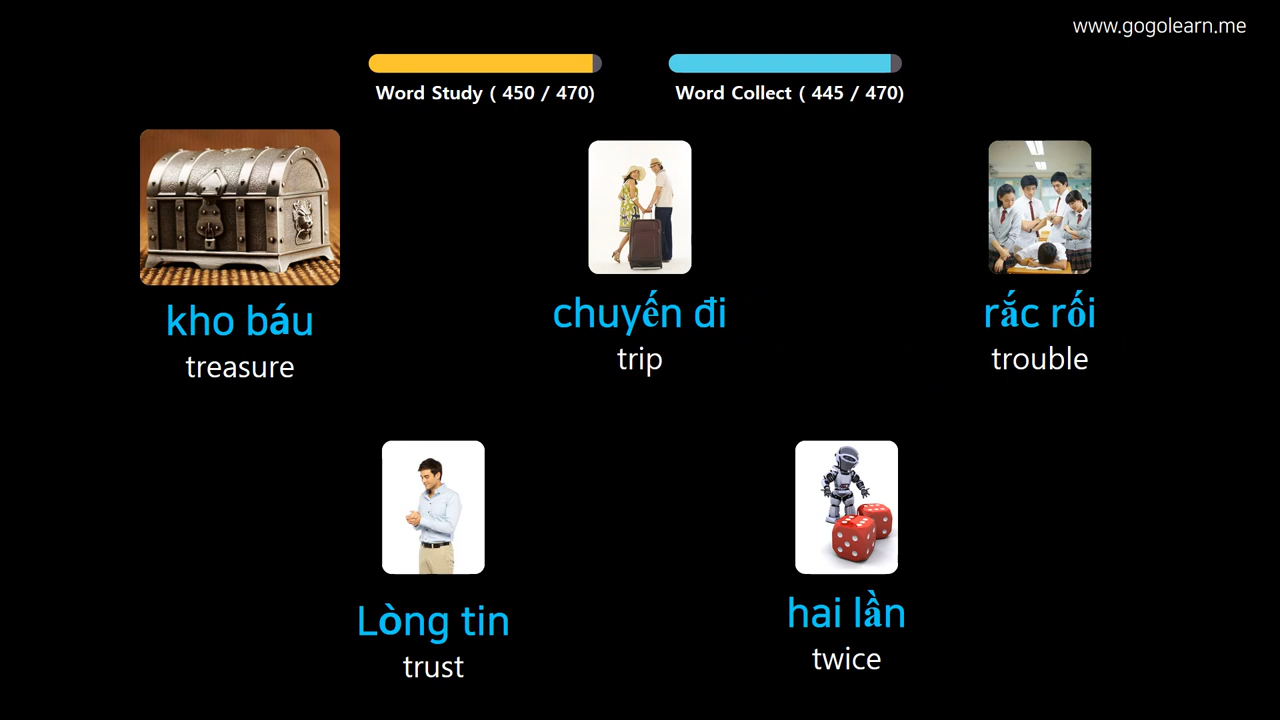 www.gogolearn.me
Word Study ( 450 / 470)
Word Collect ( 445 / 470)
kho báu
treasure
chuyến đi
trip
rắc rối
trouble
Lòng tin
trust
hai lần
twice